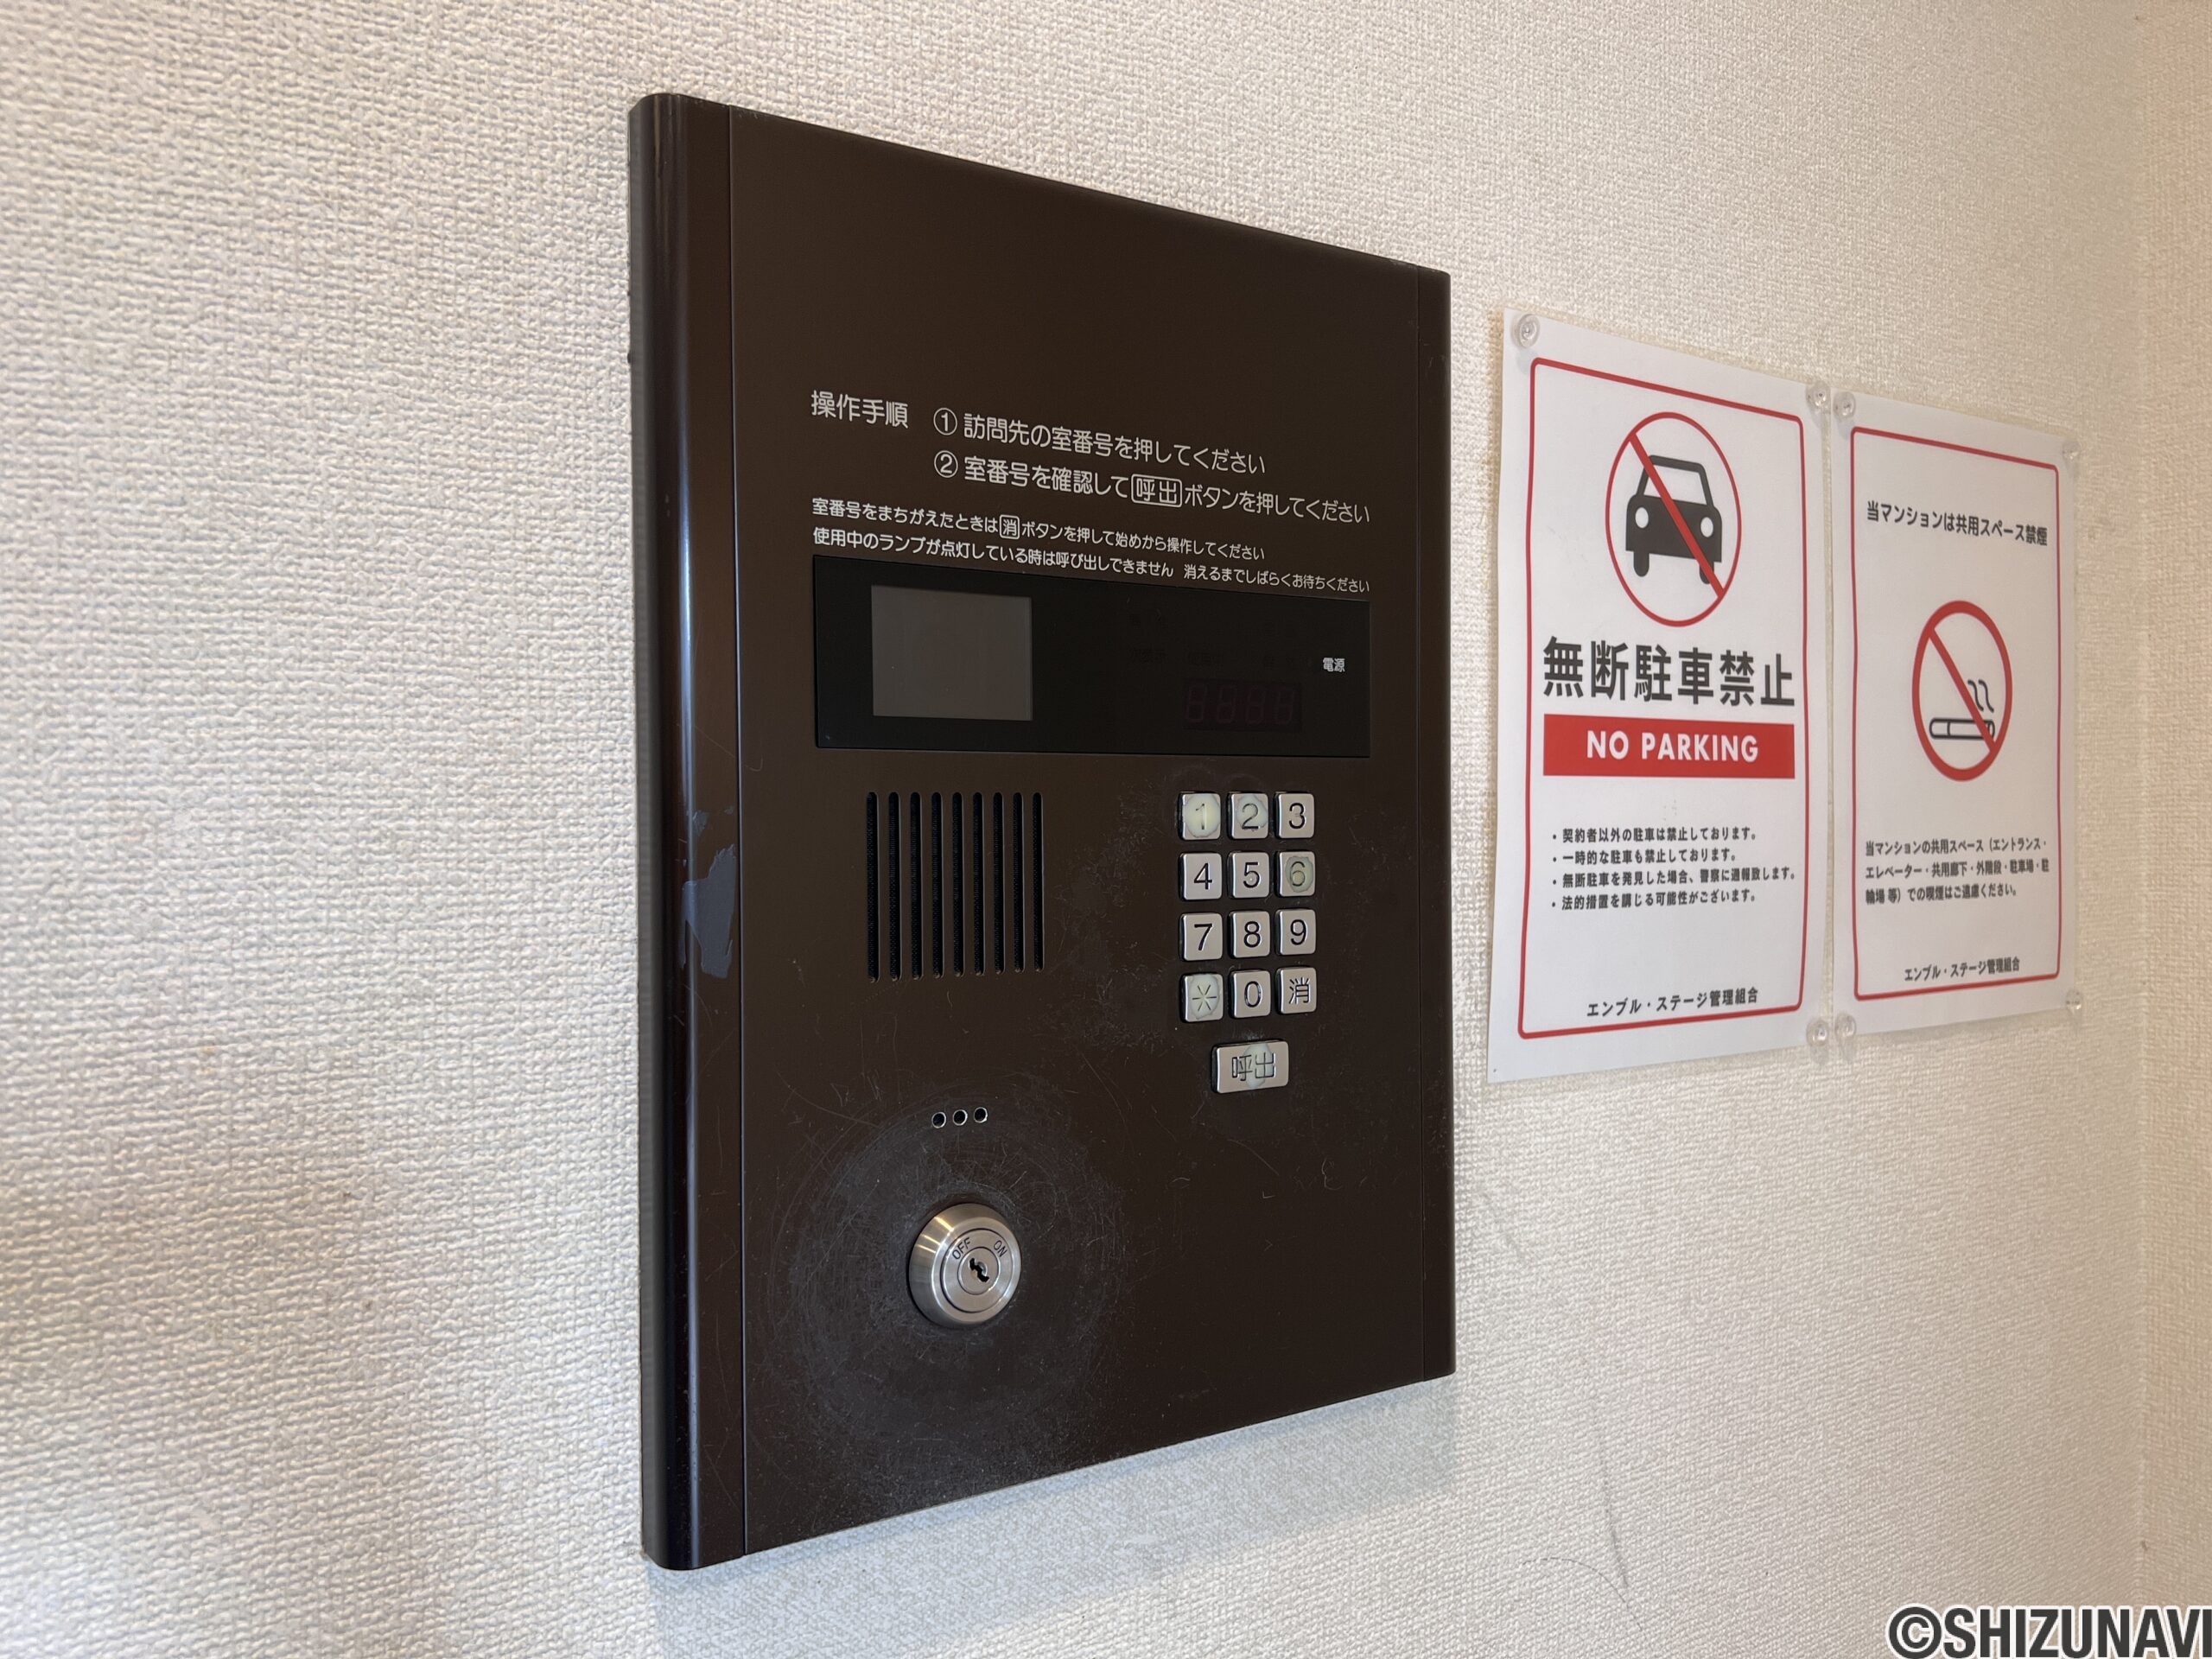 操作手順 ① 訪問先の室番号を押してください
② 室番号を確認して呼出ボタンを押してください
室番号をまちがえたときは消ボタンを押して始めから操作してください
使用中のランプが点灯している時は呼び出しできません 消えるまでしばらくお待ちください
電源
1 2 3
4 5 6
7 8 9
* 0 消
呼出
OFF ON
無断駐車禁止
NO PARKING
・契約者以外の駐車は禁止しております。
・一時的な駐車も禁止しております。
・無断駐車を発見した場合、警察に通報致します。
・法的措置を講じる可能性がございます。
エンブル・ステージ管理組合
当マンションは共用スペース禁煙
当マンションの共用スペース（エントランス・
エレベーター・共用廊下・外階段・駐車場・駐
輪場 等）での喫煙はご遠慮ください。
エンブル・ステージ管理組合
©SHIZUNAVI